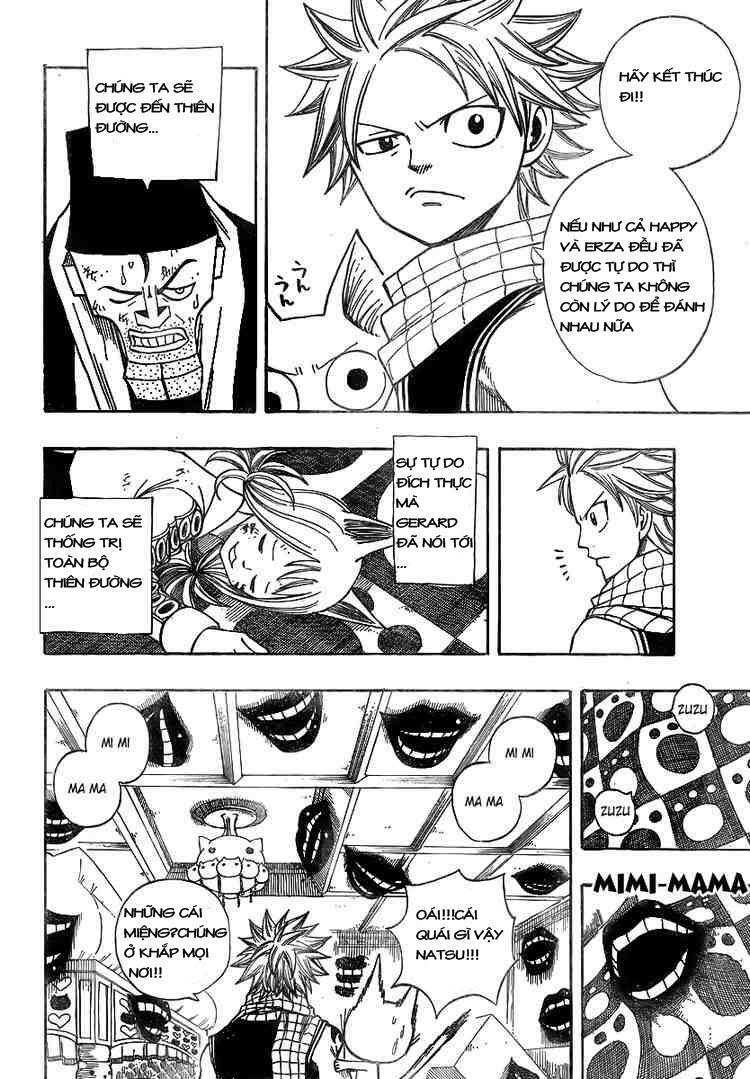 HÃY KẾT THÚC
ĐI!!
NẾU NHƯ CẢ HAPPY
VÀ ERZA ĐỀU ĐÃ
ĐƯỢC TỰ DO THÌ
CHÚNG TA KHÔNG
CÒN LÝ DO ĐỂ ĐÁNH
NHAU NỮA
うん
うん
CHÚNG TA SẼ
ĐƯỢC ĐẾN THIÊN
ĐƯỜNG...
SỰ TỰ DO
ĐÍCH THỰC
MÀ
GERARD
ĐÃ NÓI TỚI
...
CHÚNG TA SẼ
THỐNG TRỊ
TOÀN BỘ
THIÊN ĐƯỜNG
...
ZUZU
ZUZU
MIMI-MAMA
MI MI
MA MA
MI MI
MA MA
OÁI!!!CÁI
QUÁI GÌ VẬY
NATSU!!!
NHỮNG CÁI
MIỆNG?CHÚNG
Ở KHẮP MỌI
NƠI!!